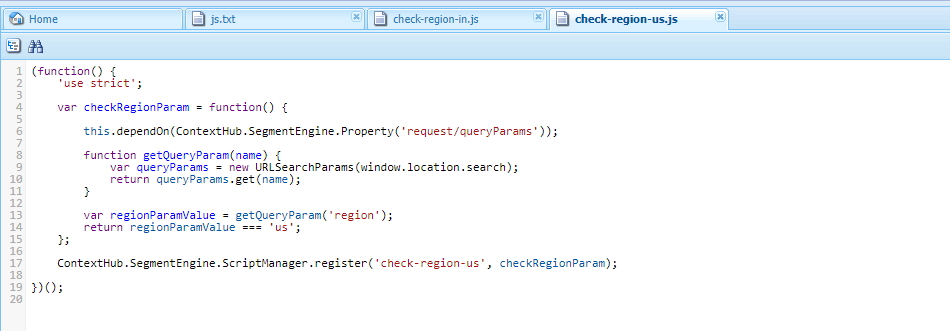 Home js.txt check-region-in.js check-region-us.js
1 (function() {
2     'use strict';
3
4     var checkRegionParam = function() {
5
6         this.dependOn(ContextHub.SegmentEngine.Property('request/queryParams'));
7
8         function getQueryParam(name) {
9             var queryParams = new URLSearchParams(window.location.search);
10             return queryParams.get(name);
11         }
12
13         var regionParamValue = getQueryParam('region');
14         return regionParamValue === 'us';
15     };
16
17     ContextHub.SegmentEngine.ScriptManager.register('check-region-us', checkRegionParam);
18
19 })();
20